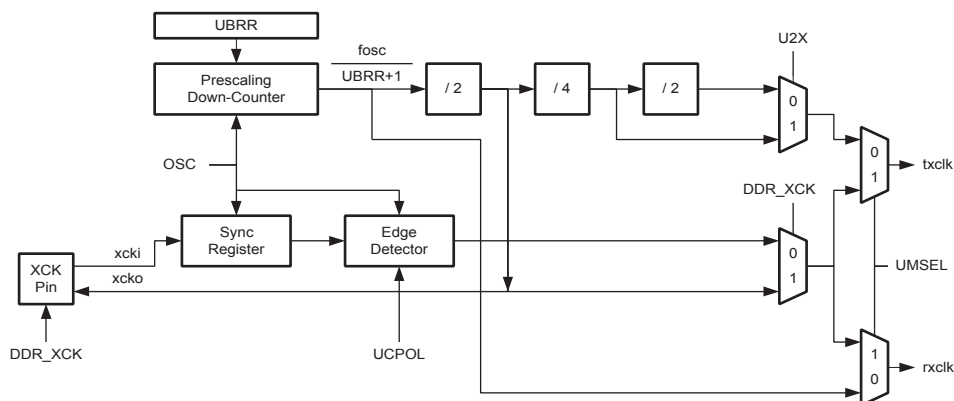 UBRR
fosc
UBRR+1
U2X
Prescaling
Down-Counter
/ 2
/ 4
/ 2
0
1
OSC
0
1
txclk
DDR_XCK
Sync
Register
Edge
Detector
xcki
0
1
XCK
Pin
xcko
UMSEL
DDR_XCK
UCPOL
1
0
rxclk